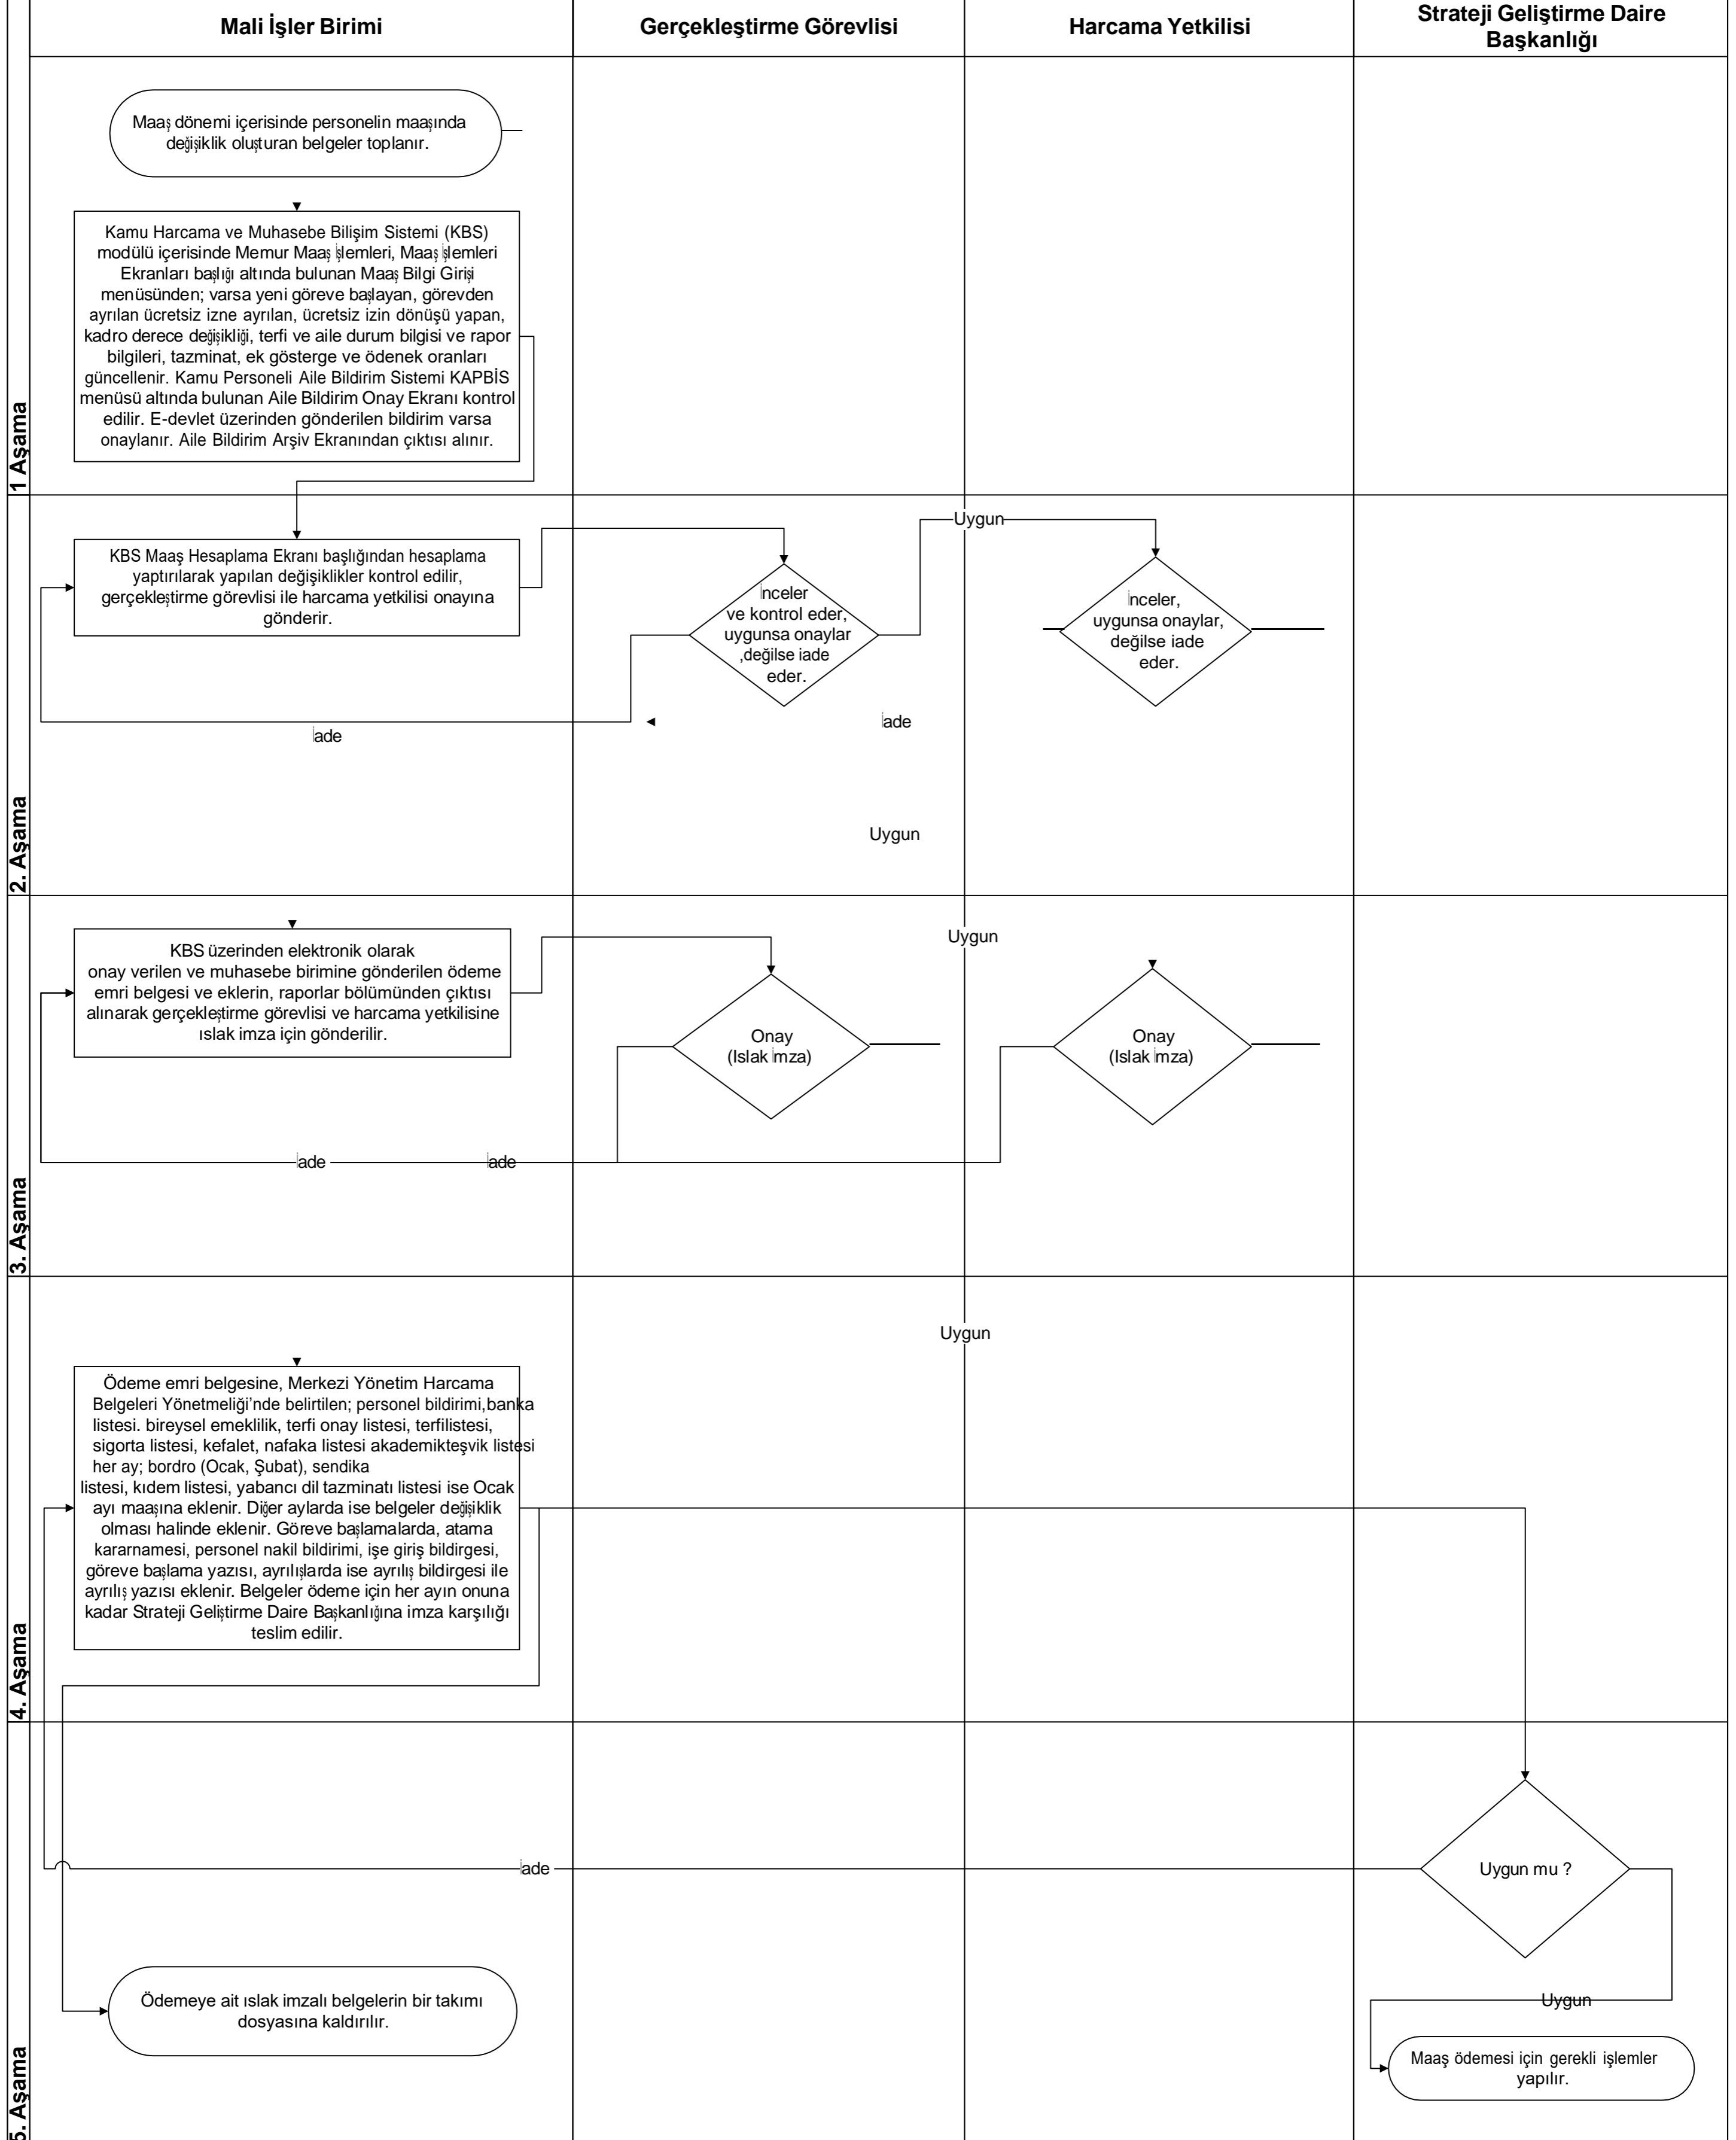 Mali İşler Birimi
Gerçekleştirme Görevlisi
Harcama Yetkilisi
Strateji Geliştirme Daire
Başkanlığı
1 Aşama
Maaş dönemi içerisinde personelin maaşında
değişiklik oluşturan belgeler toplanır.
Kamu Harcama ve Muhasebe Bilişim Sistemi (KBS)
modülü içerisinde Memur Maaş İşlemleri, Maaş İşlemleri
Ekranları başlığı altında bulunan Maaş Bilgi Girişi
menüsünden; varsa yeni göreve başlayan, görevden
ayrılan ücretsiz izne ayrılan, ücretsiz izin dönüşü yapan,
kadro derece değişikliği, terfi ve aile durum bilgisi ve rapor
bilgileri, tazminat, ek gösterge ve ödenek oranları
güncellenir. Kamu Personeli Aile Bildirim Sistemi KAPBİS
menüsü altında bulunan Aile Bildirim Onay Ekranı kontrol
edilir. E-devlet üzerinden gönderilen bildirim varsa
onaylanır. Aile Bildirim Arşiv Ekranından çıktısı alınır.
2. Aşama
KBS Maaş Hesaplama Ekranı başlığından hesaplama
yaptırılarak yapılan değişiklikler kontrol edilir,
gerçekleştirme görevlisi ile harcama yetkilisi onayına
gönderir.
İnceler
ve kontrol eder,
uygunsa onaylar
,değilse iade
eder.
Uygun
İnceler,
uygunsa onaylar,
değilse iade
eder.
İade
İade
Uygun
3. Aşama
KBS üzerinden elektronik olarak
onay verilen ve muhasebe birimine gönderilen ödeme
emri belgesi ve eklerin, raporlar bölümünden çıktısı
alınarak gerçekleştirme görevlisi ve harcama yetkilisine
ıslak imza için gönderilir.
Uygun
Onay
(Islak İmza)
Onay
(Islak İmza)
İade
İade
4. Aşama
Uygun
Ödeme emri belgesine, Merkezi Yönetim Harcama
Belgeleri Yönetmeliği’nde belirtilen; personel bildirimi,banka
listesi. bireysel emeklilik, terfi onay listesi, terfilistesi,
sigorta listesi, kefalet, nafaka listesi akademikteşvik listesi
her ay; bordro (Ocak, Şubat), sendika
listesi, kıdem listesi, yabancı dil tazminatı listesi ise Ocak
ayı maaşına eklenir. Diğer aylarda ise belgeler değişiklik
olması halinde eklenir. Göreve başlamalarda, atama
kararnamesi, personel nakil bildirimi, işe giriş bildirgesi,
göreve başlama yazısı, ayrılışlarda ise ayrılış bildirgesi ile
ayrılış yazısı eklenir. Belgeler ödeme için her ayın onuna
kadar Strateji Geliştirme Daire Başkanlığına imza karşılığı
teslim edilir.
5. Aşama
İade
Uygun mu ?
Uygun
Ödemeye ait ıslak imzalı belgelerin bir takımı
dosyasına kaldırılır.
Maaş ödemesi için gerekli işlemler
yapılır.